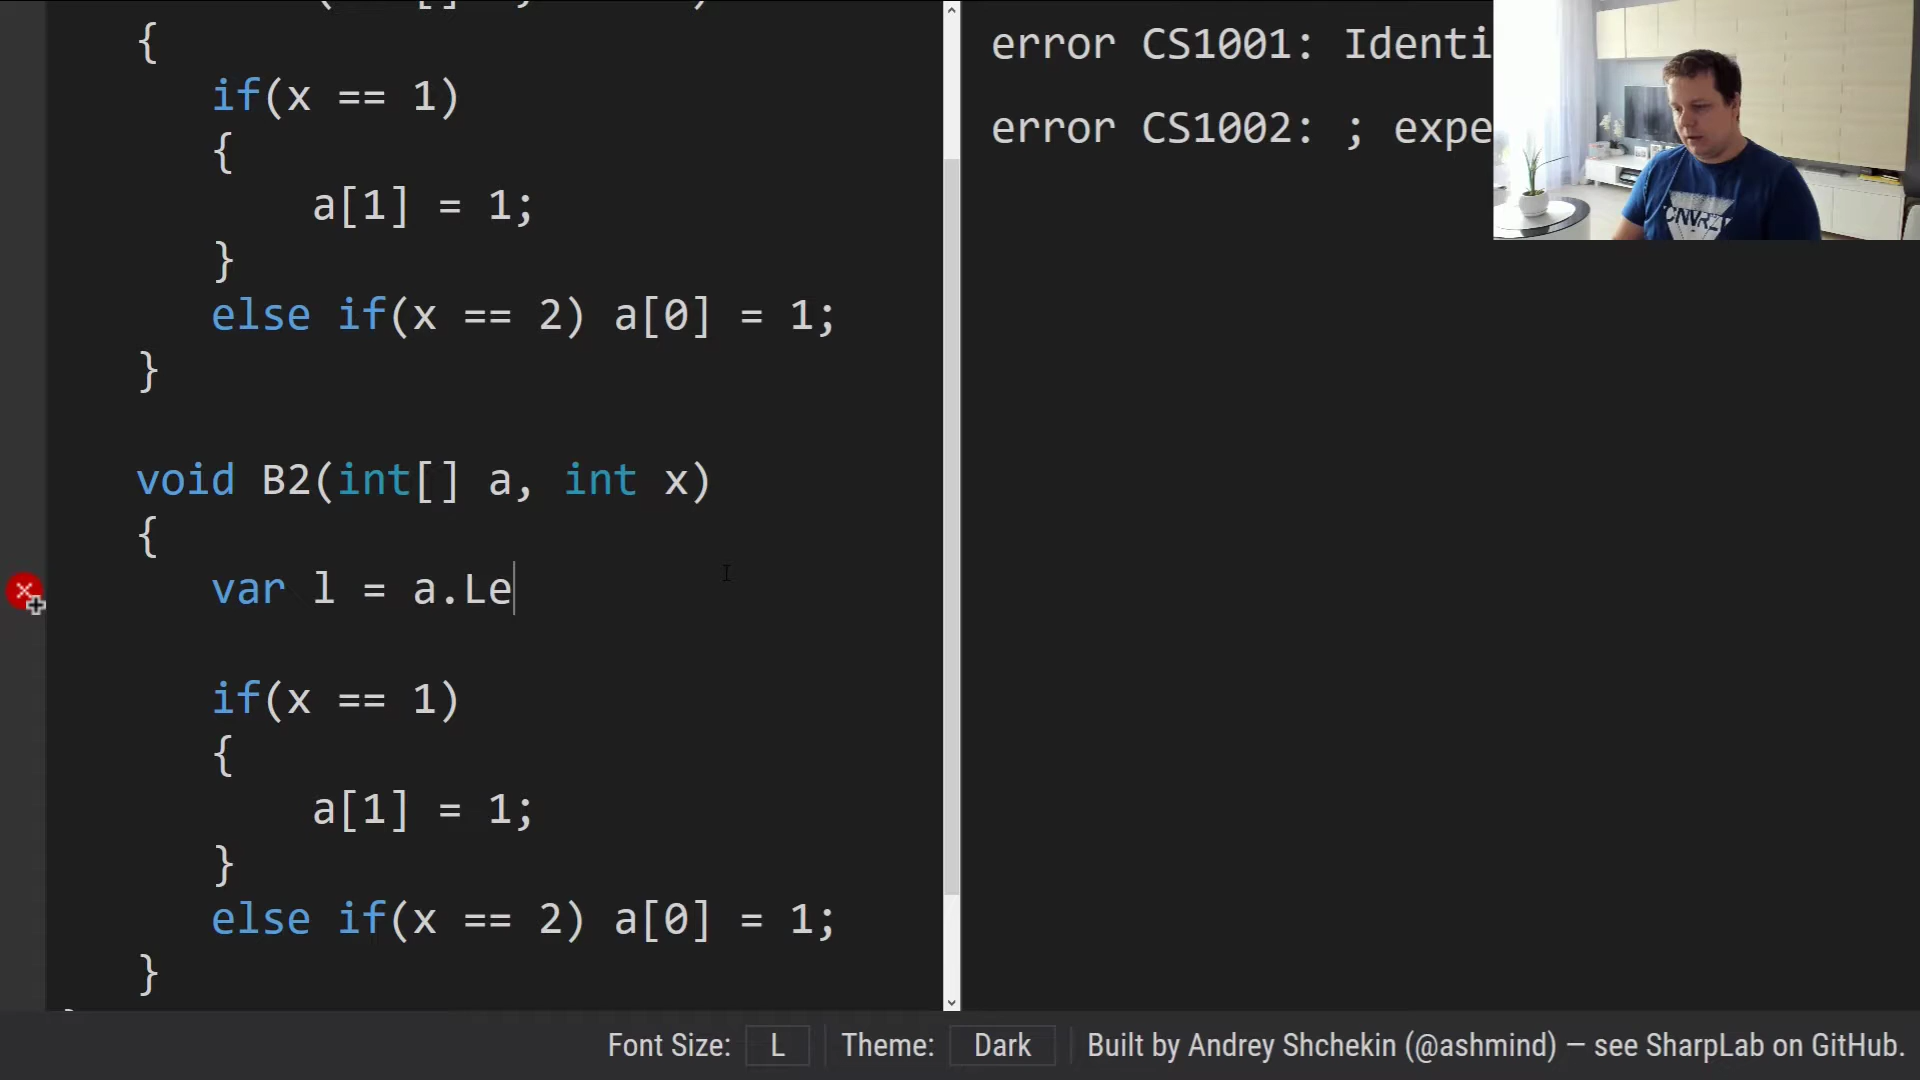 {
if(x == 1)
{
a[1] = 1;
}
else if(x == 2) a[0] = 1;
}
void B2(int[] a, int x)
{
var l = a.Le
if(x == 1)
{
a[1] = 1;
}
else if(x == 2) a[0] = 1;
}
error CS1001: Identi
error CS1002: ; expe
CNVRZT
Font Size: L Theme: Dark Built by Andrey Shchekin (@ashmind) — see SharpLab on GitHub.